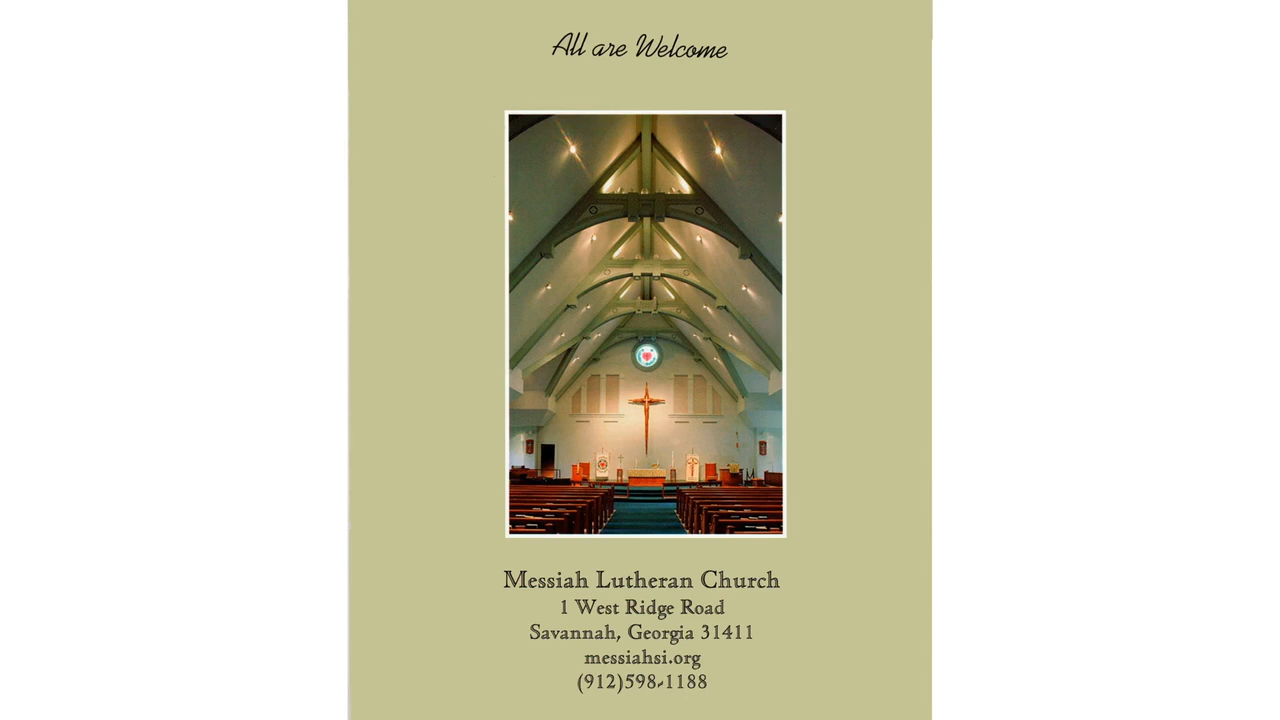 All are Welcome
Messiah Lutheran Church
1 West Ridge Road
Savannah, Georgia 31411
messiahsi.org
(912)598-1188